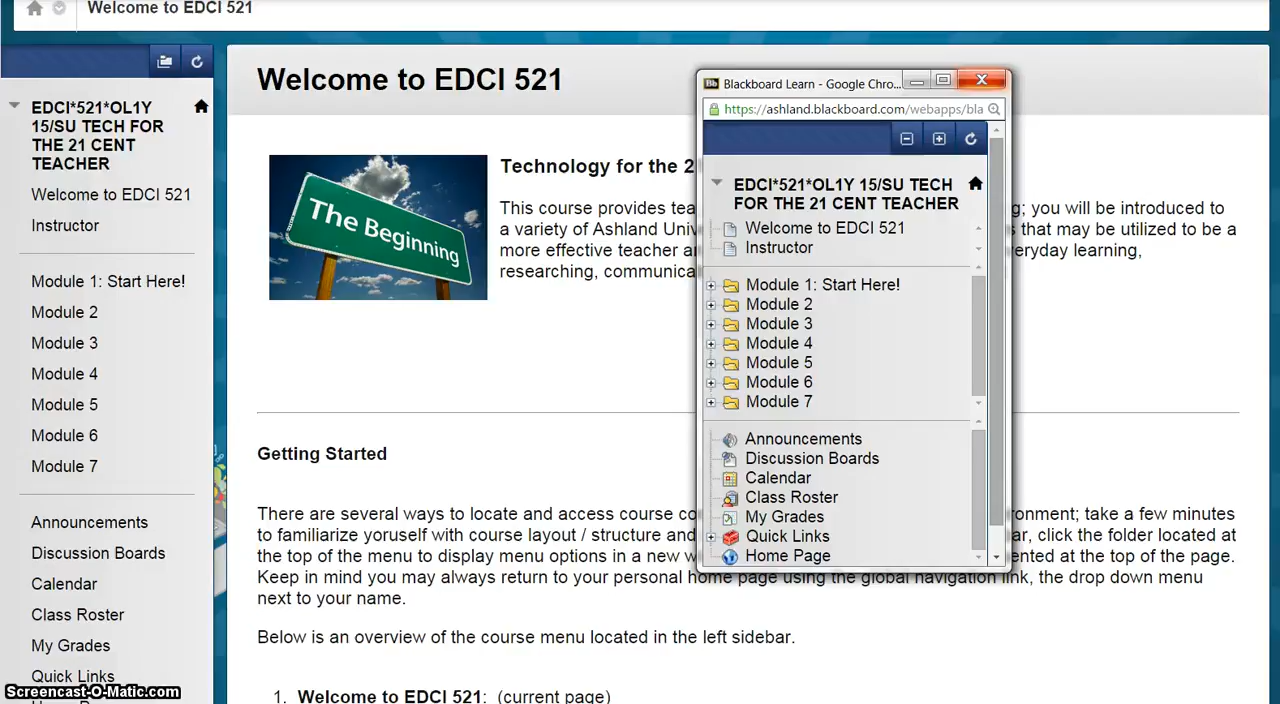 Welcome to EDCI 521
EDCI*521*OL1Y
15/SU TECH FOR
THE 21 CENT
TEACHER
Welcome to EDCI 521
Instructor
Module 1: Start Here!
Module 2
Module 3
Module 4
Module 5
Module 6
Module 7
Announcements
Discussion Boards
Calendar
Class Roster
My Grades
Quick Links
Screencast-O-Matic.com
Welcome to EDCI 521
The Beginning
Technology for the 2
This course provides tea g; you will be introduced to
a variety of Ashland Univ s that may be utilized to be a
more effective teacher an eryday learning,
researching, communica
Getting Started
There are several ways to locate and access course co onment; take a few minutes
to familiarize yoruself with course layout / structure and ar, click the folder located at
the top of the menu to display menu options in a new w ented at the top of the page.
Keep in mind you may always return to your personal home page using the global navigation link, the drop down menu
next to your name.
Below is an overview of the course menu located in the left sidebar.
1. Welcome to EDCI 521: (current page)
Bb Blackboard Learn - Google Chro...
https://ashland.blackboard.com/webapps/bla
EDCI*521*OL1Y 15/SU TECH
FOR THE 21 CENT TEACHER
Welcome to EDCI 521
Instructor
Module 1: Start Here!
Module 2
Module 3
Module 4
Module 5
Module 6
Module 7
Announcements
Discussion Boards
Calendar
Class Roster
My Grades
Quick Links
Home Page